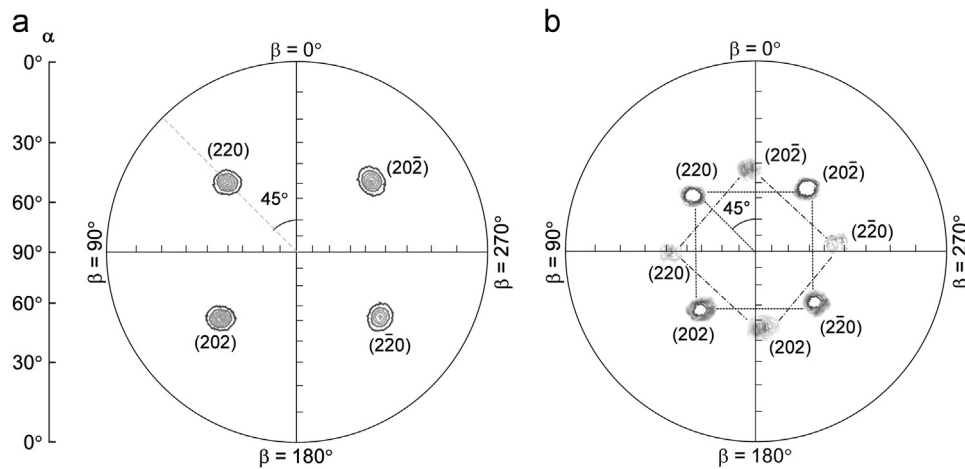 a
b
α
0°
30°
60°
90°
60°
30°
0°
β = 0°
β = 90°
β = 180°
β = 270°
(220)
(202̅)
45°
(202)
(22̅0)
β = 0°
β = 90°
β = 180°
β = 270°
(202̅)
(220)
(202̅)
45°
(22̅0)
(220)
(202)
(202)
(22̅0)